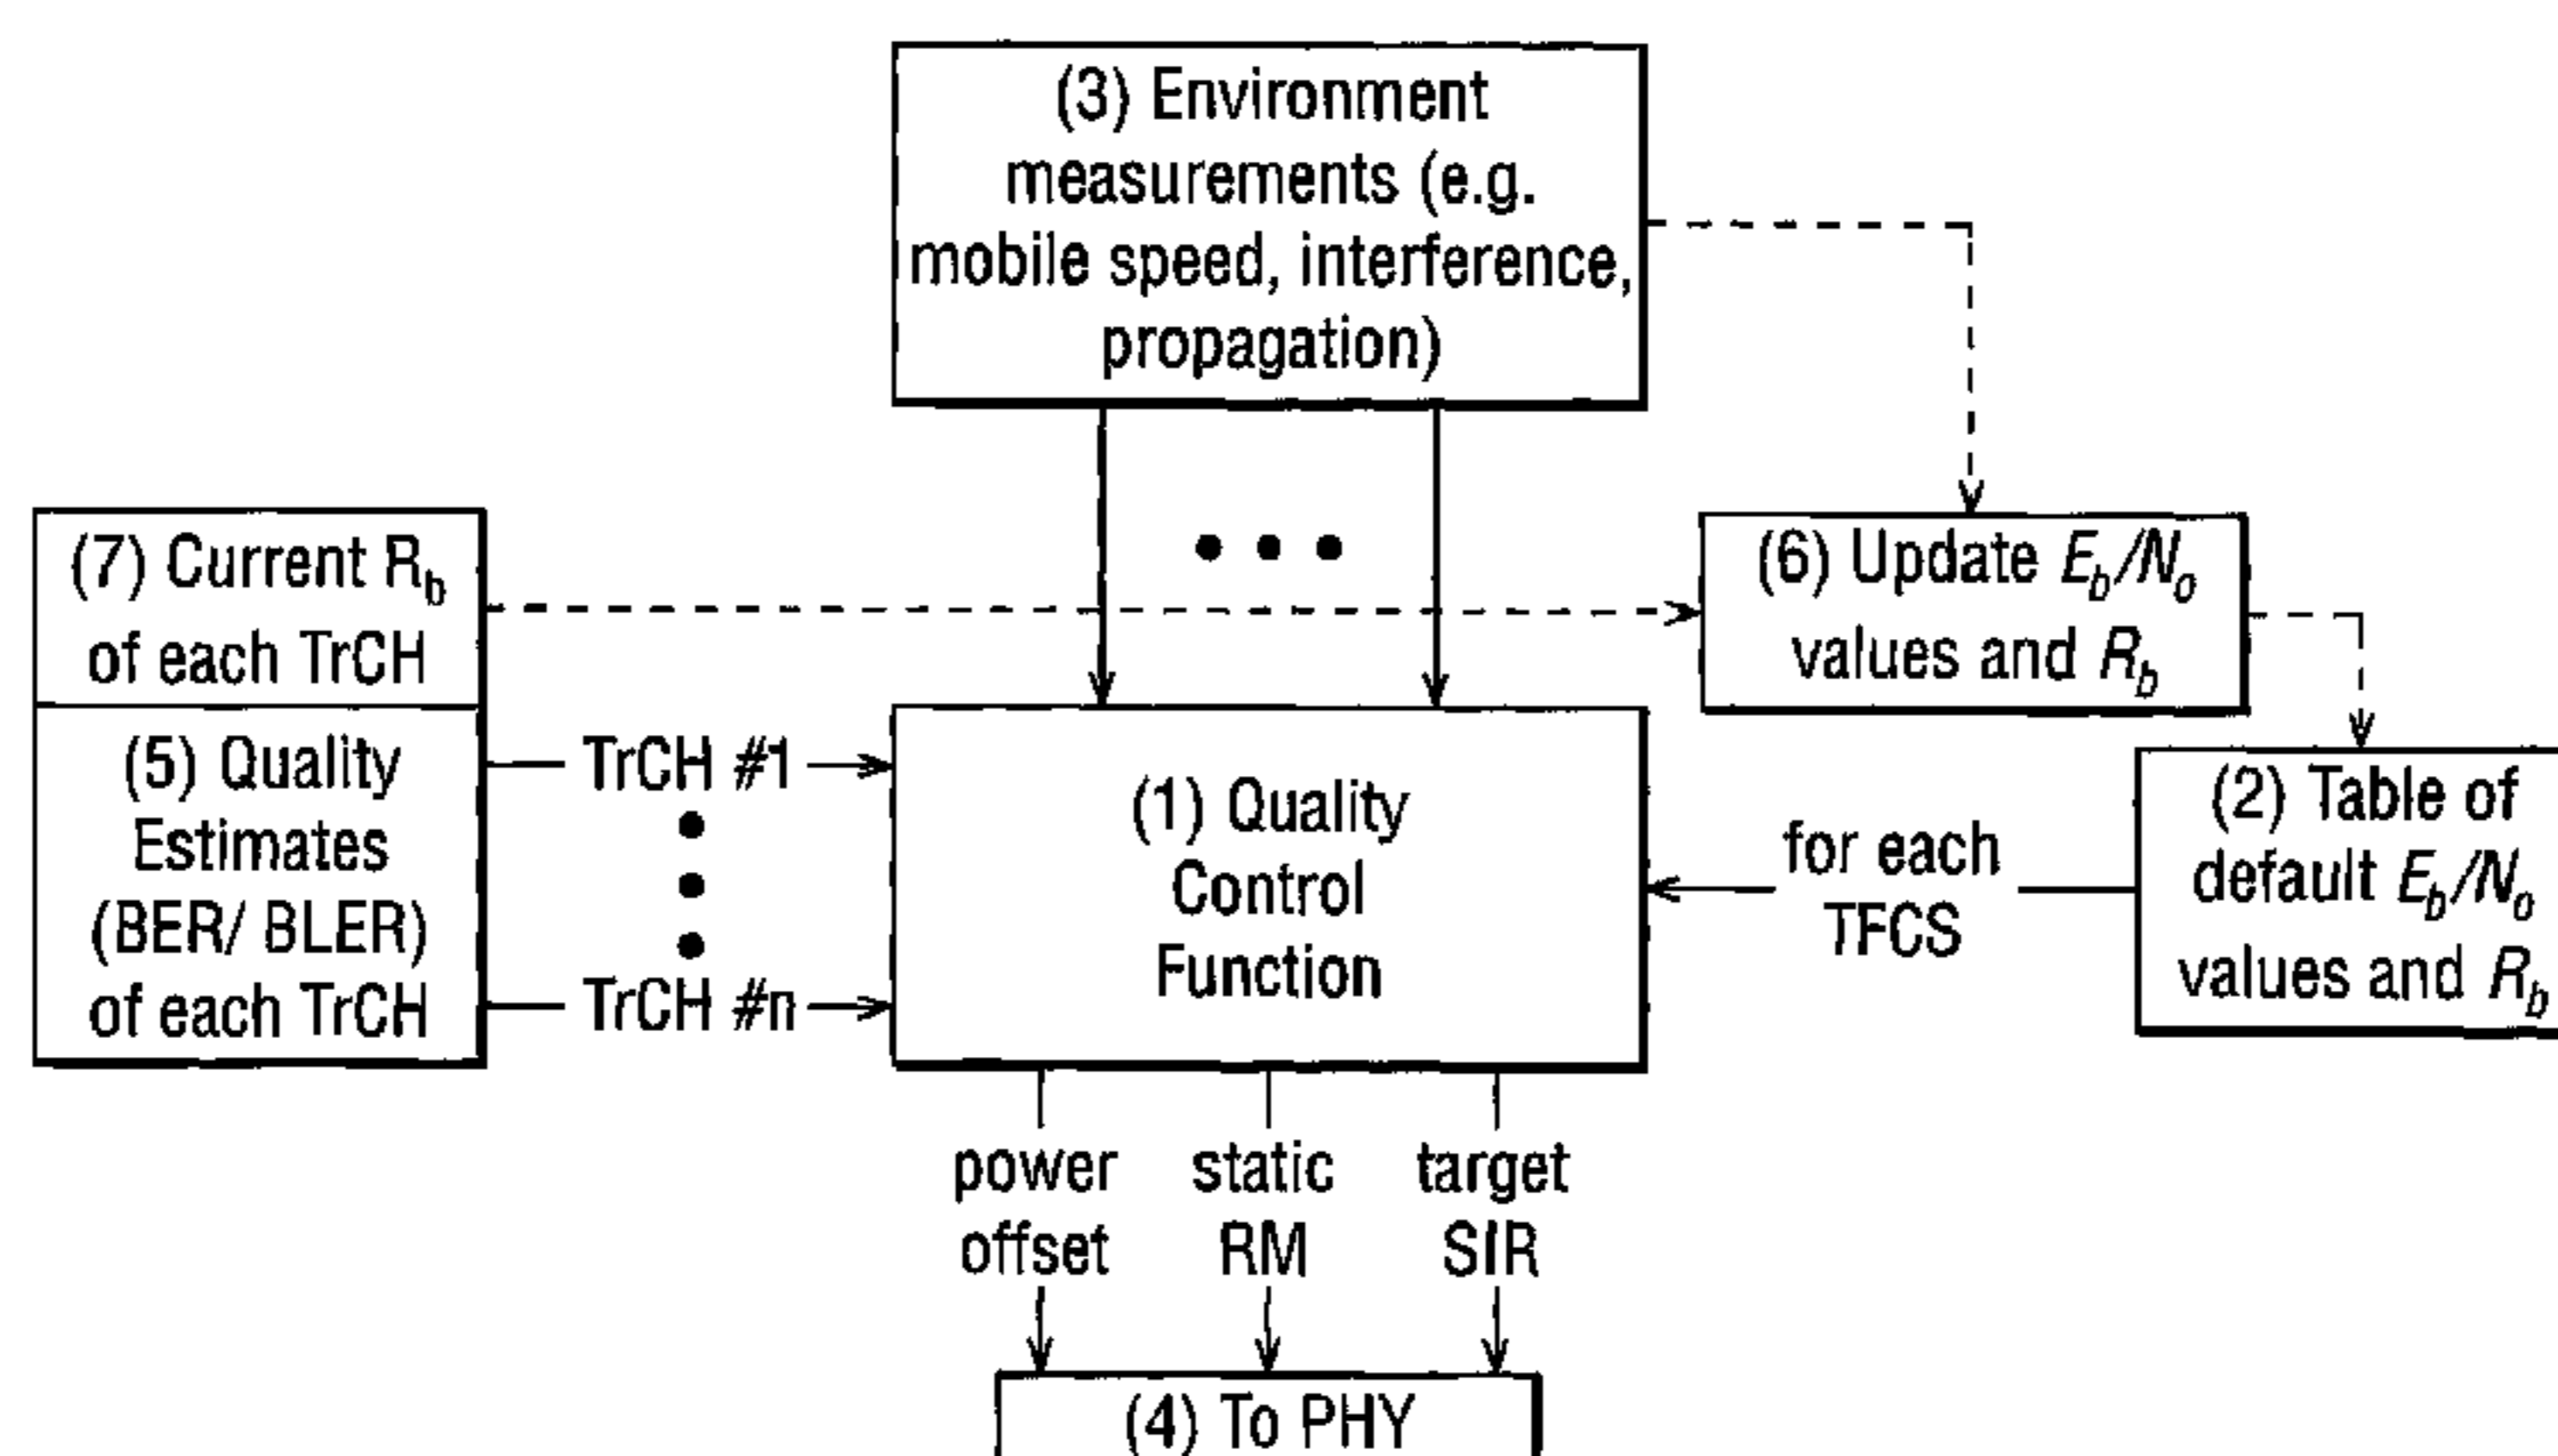 (3) Environment
measurements (e.g.
mobile speed, interference,
propagation)
(7) Current R_b
of each TrCH
(6) Update E_b/N_o
values and R_b
(5) Quality
Estimates
(BER/ BLER)
of each TrCH
TrCH #1
TrCH #n
(1) Quality
Control
Function
for each
TFCS
(2) Table of
default E_b/N_o
values and R_b
power
offset
static
RM
target
SIR
(4) To PHY